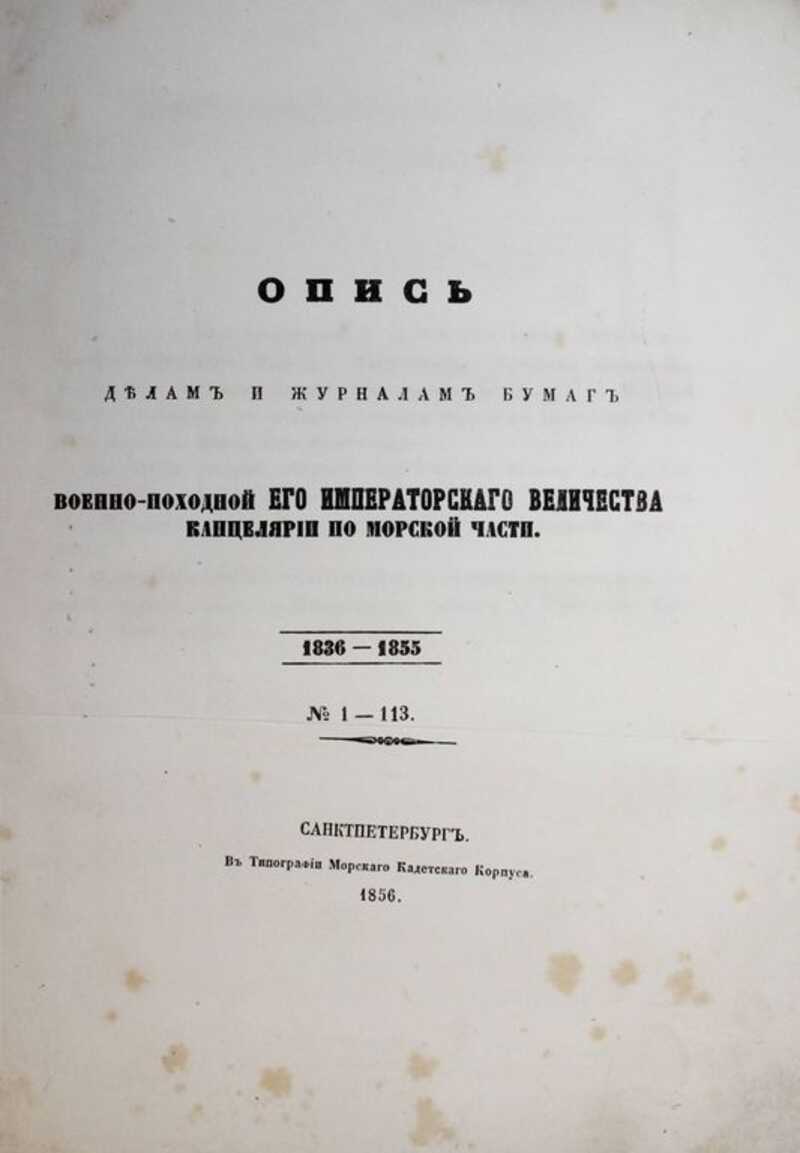 ОПИСЬ
ДѢЛАМЪ И ЖУРНАЛАМЪ БУМАГЪ
ВОЕННО-ПОХОДНОЙ ЕГО ИМПЕРАТОРСКАГО ВЕЛИЧЕСТВА
КАНЦЕЛЯРІИ ПО МОРСКОЙ ЧАСТИ.
1836 — 1855
№ 1 — 113.
САНКТПЕТЕРБУРГЪ.
Въ Типографіи Морскаго Кадетскаго Корпуса.
1856.